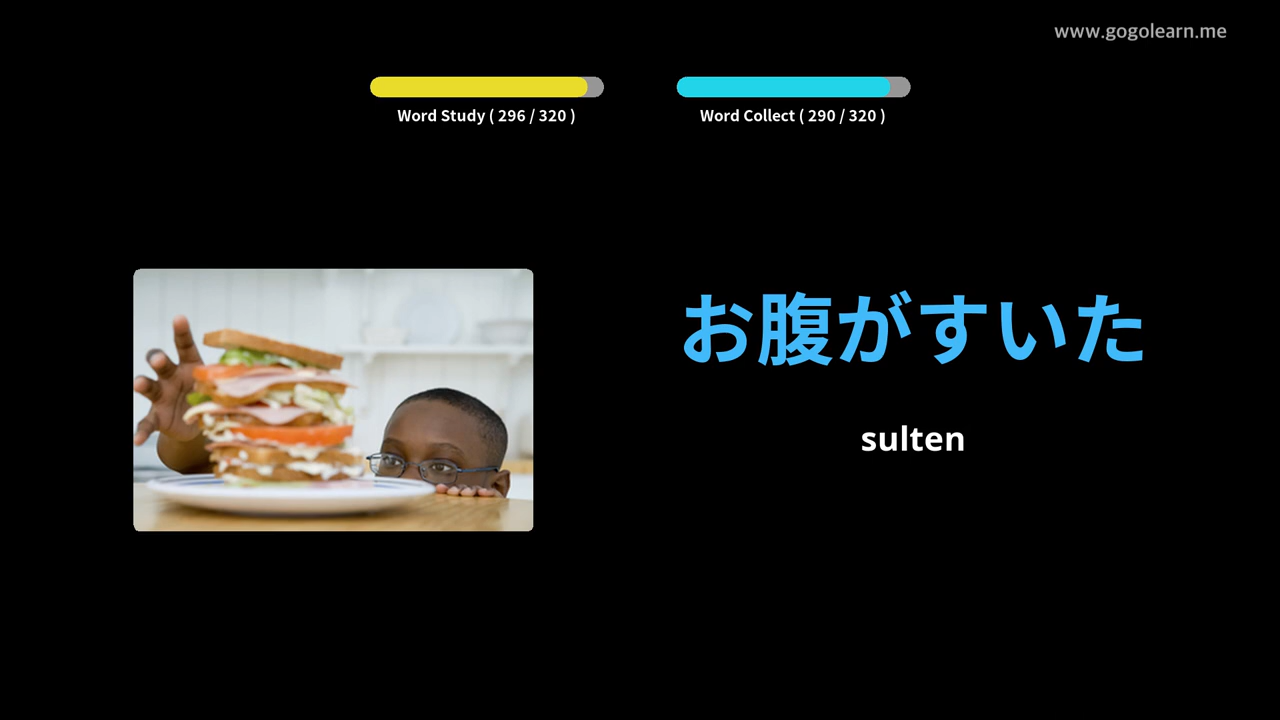 www.gogolearn.me
Word Study ( 296 / 320 )
Word Collect ( 290 / 320 )
お腹がすいた
sulten